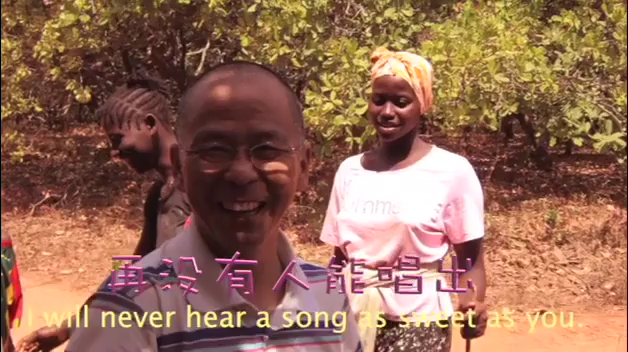 再没有人能唱出
I will never hear a song as sweet as you.